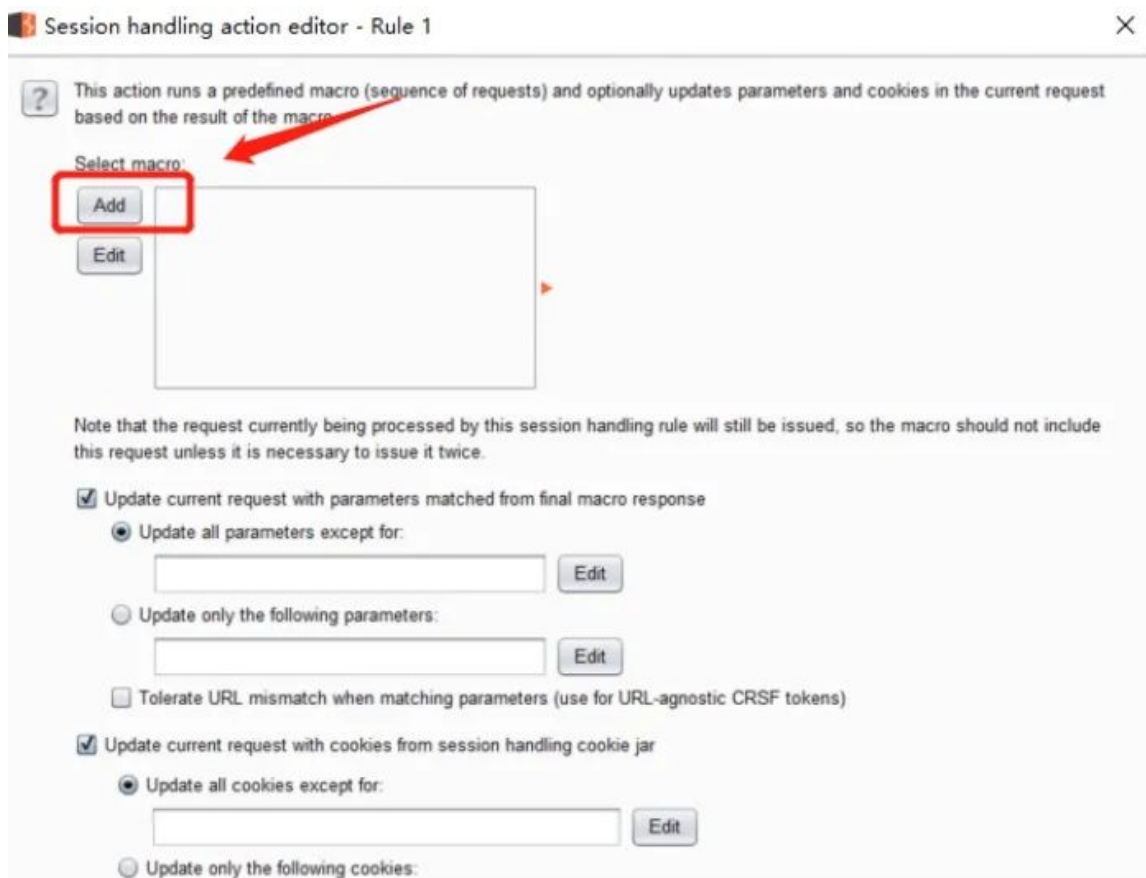 Session handling action editor - Rule 1
?
This action runs a predefined macro (sequence of requests) and optionally updates parameters and cookies in the current request
based on the result of the macro
Select macro:
Add
Edit
Note that the request currently being processed by this session handling rule will still be issued, so the macro should not include
this request unless it is necessary to issue it twice.
Update current request with parameters matched from final macro response
Update all parameters except for:
Edit
Update only the following parameters:
Edit
Tolerate URL mismatch when matching parameters (use for URL-agnostic CRSF tokens)
Update current request with cookies from session handling cookie jar
Update all cookies except for:
Edit
Update only the following cookies: